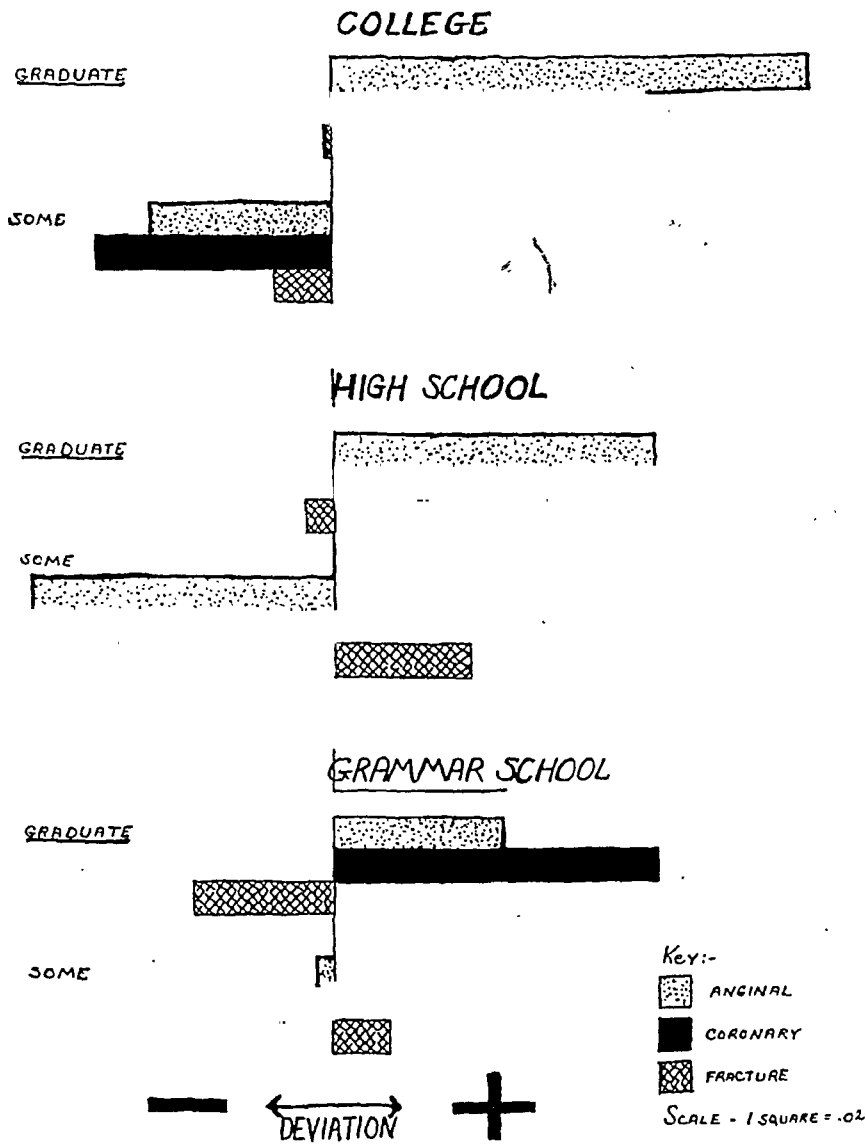 COLLEGE
GRADUATE
SOME
HIGH SCHOOL
GRADUATE
SOME
GRAMMAR SCHOOL
GRADUATE
SOME
KEY:-
ANGINAL
CORONARY
FRACTURE
SCALE - 1 SQUARE = .02
DEVIATION